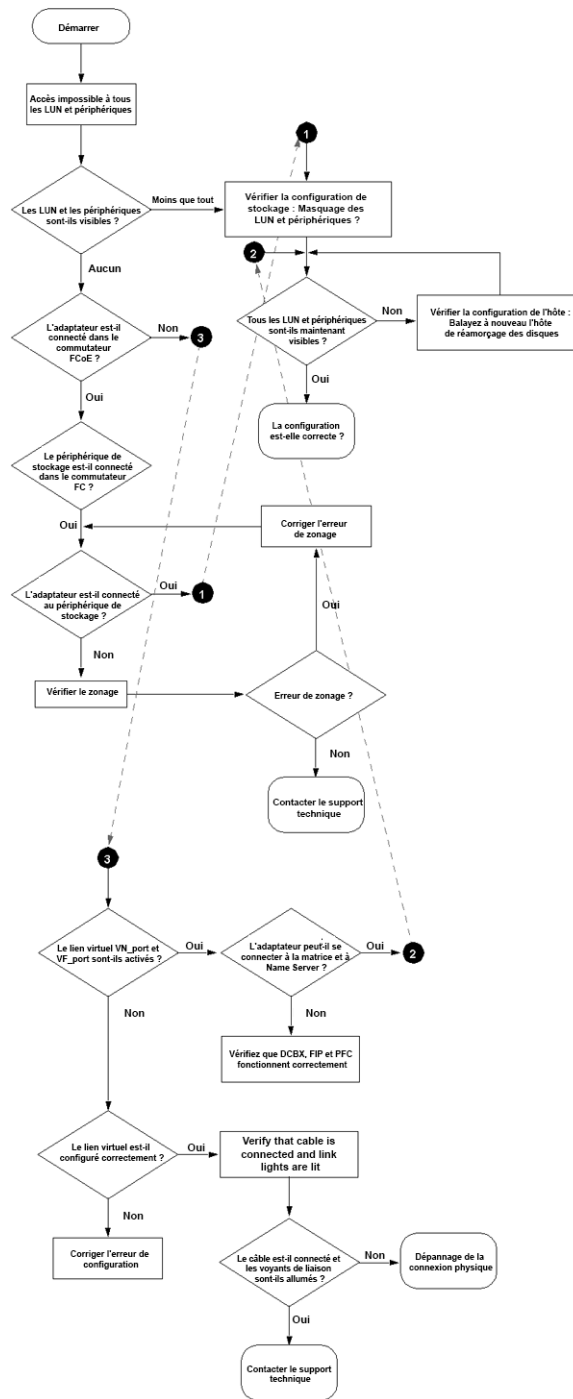 Démarrer
Accès impossible à tous
les LUN et périphériques
Les LUN et les périphériques
sont-ils visibles ?
Moins que tout
Aucun
1
Vérifier la configuration de
stockage : Masquage des
LUN et périphériques ?
2
Tous les LUN et périphériques
sont-ils maintenant
visibles ?
Non
Vérifier la configuration de l'hôte :
Balayez à nouveau l'hôte
de réamorçage des disques
Oui
La configuration
est-elle correcte ?
L'adaptateur est-il
connecté dans le
commutateur
FCoE ?
Non
3
Oui
Le périphérique de
stockage est-il connecté
dans le commutateur
FC ?
Oui
Corriger l'erreur
de zonage
L'adaptateur est-il connecté
au périphérique de
stockage ?
Oui
1
Oui
Non
Vérifier le zonage
Erreur de zonage ?
Non
Contacter le support
technique
3
Le lien virtuel VN_port et
VF_port sont-ils activés ?
Oui
L'adaptateur peut-il se
connecter à la matrice et à
Name Server ?
Oui
2
Non
Non
Vérifiez que DCBX, FIP et PFC
fonctionnent correctement
Le lien virtuel est-il
configuré correctement ?
Oui
Verify that cable is
connected and link
lights are lit
Non
Corriger l'erreur de
configuration
Le câble est-il connecté et
les voyants de liaison
sont-ils allumés ?
Non
Dépannage de la
connexion physique
Oui
Contacter le support
technique